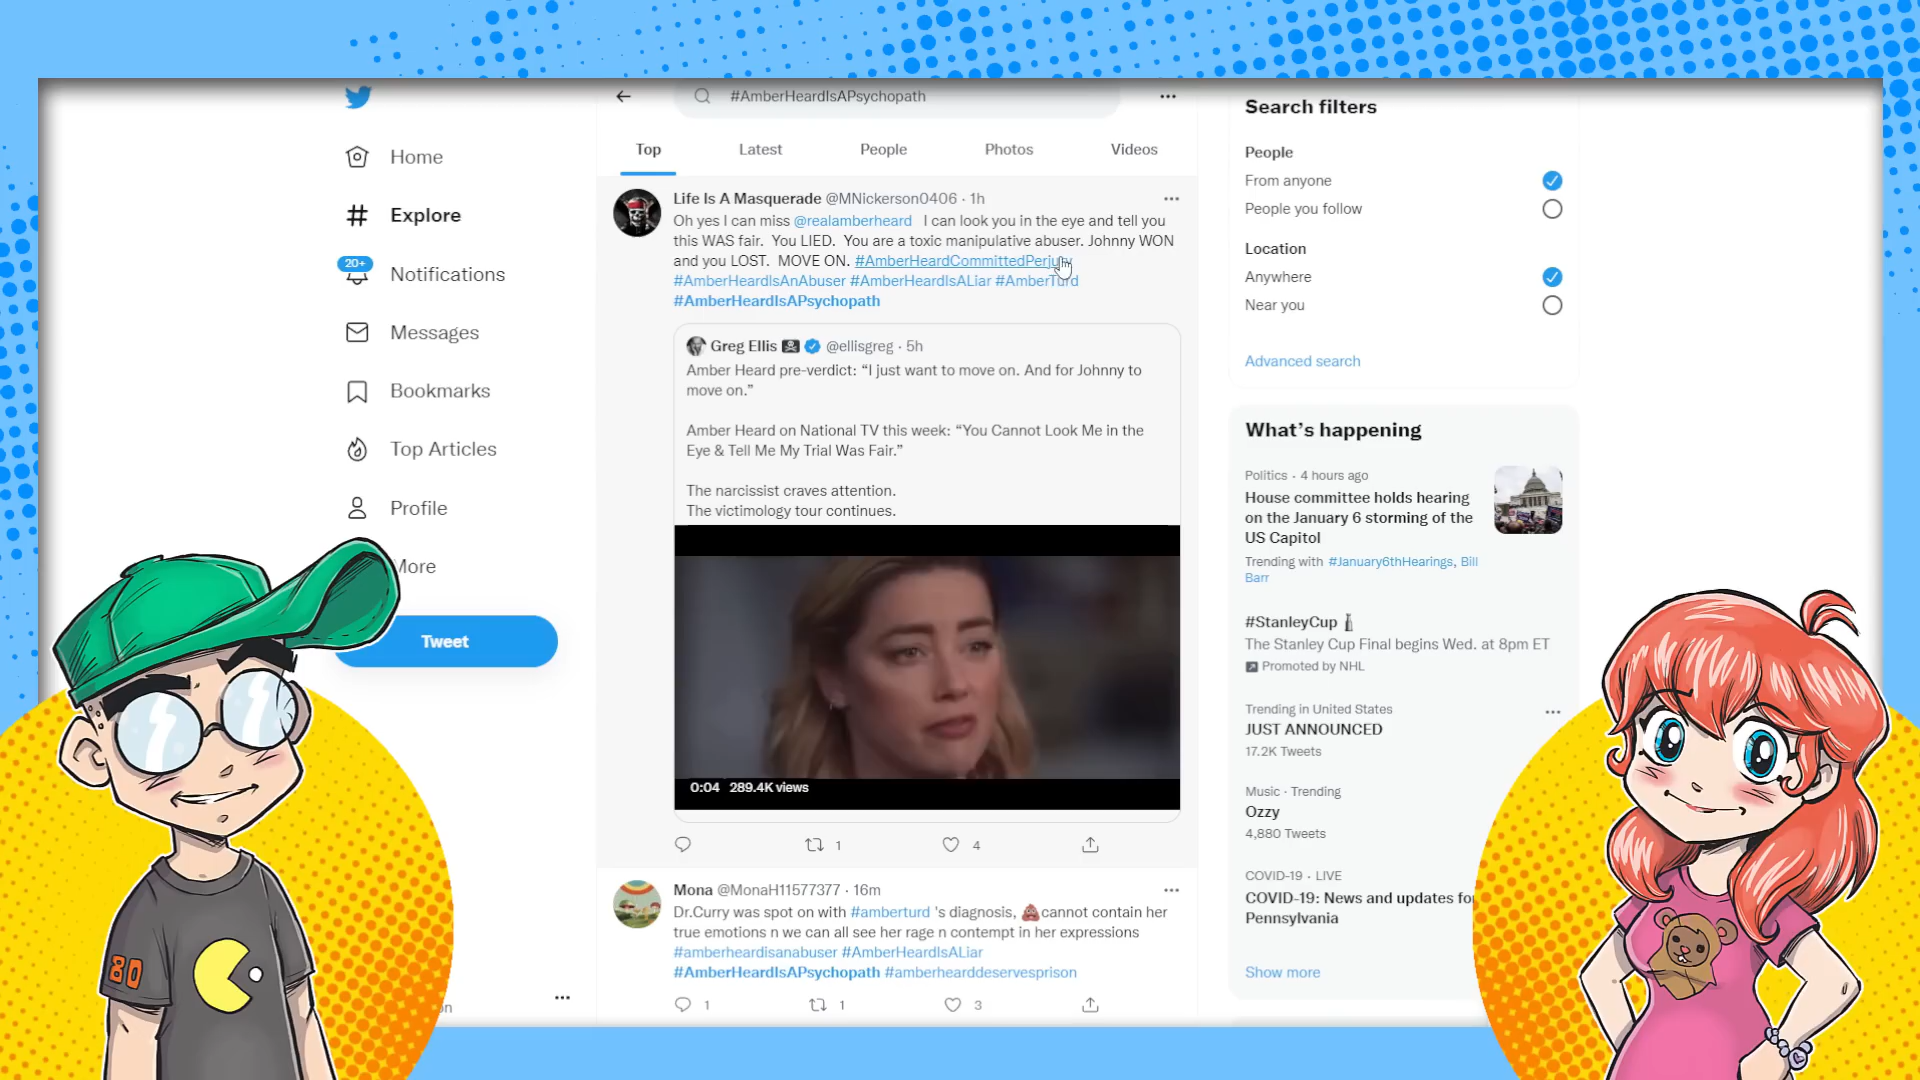 #AmberHeardIsAPsychopath
Home
Explore
20+
Notifications
Messages
Bookmarks
Top Articles
Profile
More
Tweet
Top
Latest
People
Photos
Videos
Life Is A Masquerade @MNickerson0406 · 1h
Oh yes I can miss @realamberheard I can look you in the eye and tell you
this WAS fair. You LIED. You are a toxic manipulative abuser. Johnny WON
and you LOST. MOVE ON. #AmberHeardCommittedPerjury
#AmberHeardIsAnAbuser #AmberHeardIsALiar #AmberTurd
#AmberHeardIsAPsychopath
Greg Ellis @ellisgreg · 5h
Amber Heard pre-verdict: “I just want to move on. And for Johnny to
move on.”
Amber Heard on National TV this week: “You Cannot Look Me in the
Eye & Tell Me My Trial Was Fair.”
The narcissist craves attention.
The victimology tour continues.
0:04 289.4K views
1
4
Mona @MonaH11577377 · 16m
Dr.Curry was spot on with #amberturd 's diagnosis, 💩cannot contain her
true emotions n we can all see her rage n contempt in her expressions
#amberheardisanabuser #AmberHeardIsALiar
#AmberHeardIsAPsychopath #amberhearddeservesprison
1
1
3
Search filters
People
From anyone
People you follow
Location
Anywhere
Near you
Advanced search
What’s happening
Politics · 4 hours ago
House committee holds hearing
on the January 6 storming of the
US Capitol
Trending with #January6thHearings, Bill
Barr
#StanleyCup
The Stanley Cup Final begins Wed. at 8pm ET
Promoted by NHL
Trending in United States
JUST ANNOUNCED
17.2K Tweets
Music · Trending
Ozzy
4,880 Tweets
COVID-19 · LIVE
COVID-19: News and updates for
Pennsylvania
Show more
80